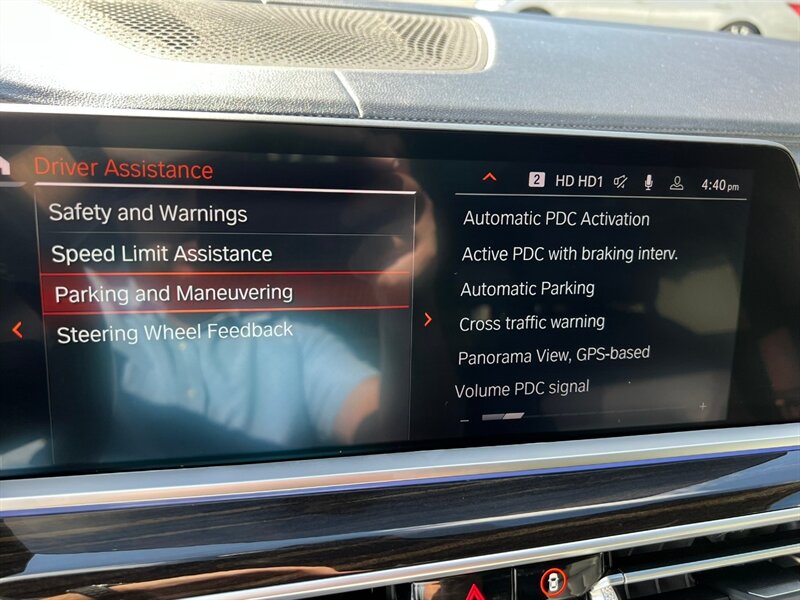 Driver Assistance
2 HD HD1 4:40 pm
Safety and Warnings
Speed Limit Assistance
Parking and Maneuvering
Steering Wheel Feedback
Automatic PDC Activation
Active PDC with braking interv.
Automatic Parking
Cross traffic warning
Panorama View, GPS-based
Volume PDC signal
– +